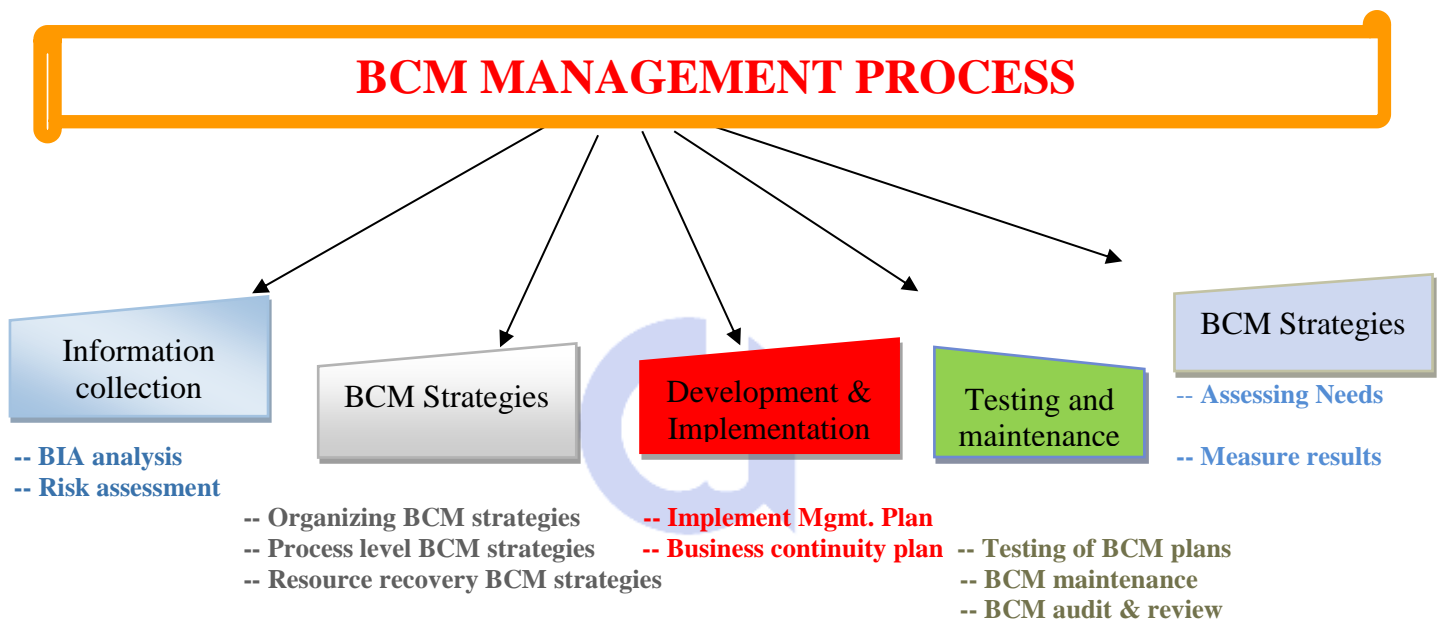 BCM MANAGEMENT PROCESS
Information
collection
-- BIA analysis
-- Risk assessment
BCM Strategies
-- Organizing BCM strategies
-- Process level BCM strategies
-- Resource recovery BCM strategies
Development &
Implementation
-- Implement Mgmt. Plan
-- Business continuity plan
Testing and
maintenance
-- Testing of BCM plans
-- BCM maintenance
-- BCM audit & review
BCM Strategies
-- Assessing Needs
-- Measure results